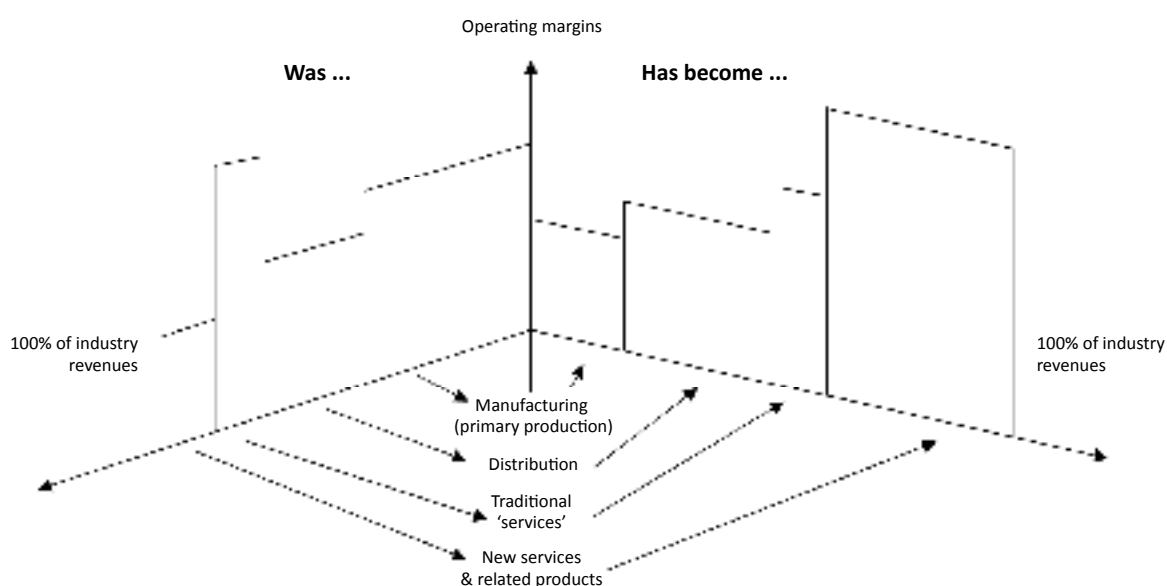 Operating margins
Was ...
Has become ...
100% of industry
revenues
100% of industry
revenues
Manufacturing
(primary production)
Distribution
Traditional
‘services’
New services
& related products